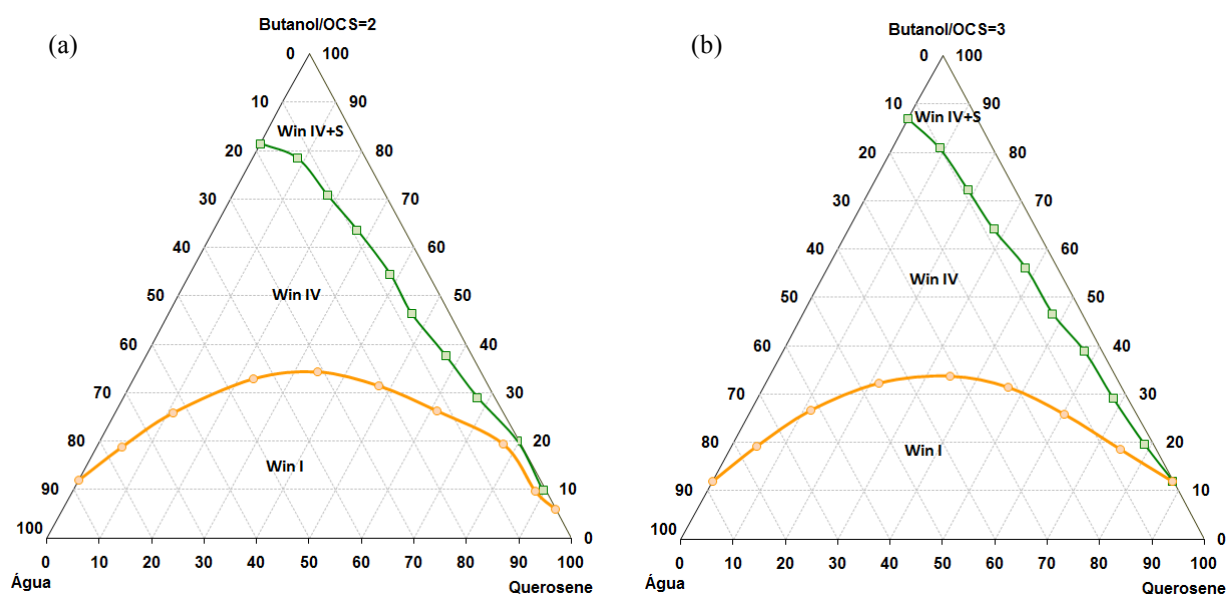 Butanol/OCS=2
(a)
0 100
10 90
Win IV+S
20 80
30 70
40 60
Win IV
50 50
60 40
70 30
80 20
Win I
90 10
100 0
0 10 20 30 40 50 60 70 80 90 100
Água Querosene
Butanol/OCS=3
(b)
0 100
10 90
Win IV+S
20 80
30 70
40 60
Win IV
50 50
60 40
70 30
80 20
Win I
90 10
100 0
0 10 20 30 40 50 60 70 80 90 100
Água Querosene